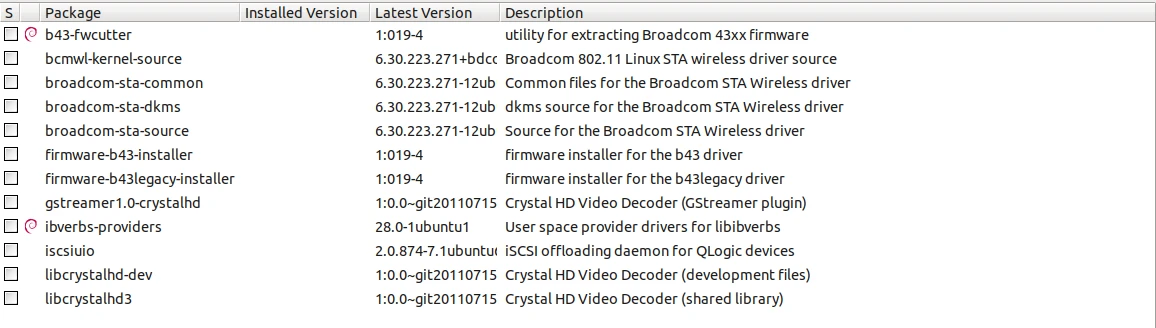 S Package Installed Version Latest Version Description
b43-fwcutter 1:019-4 utility for extracting Broadcom 43xx firmware
bcmwl-kernel-source 6.30.223.271+bdcc Broadcom 802.11 Linux STA wireless driver source
broadcom-sta-common 6.30.223.271-12ub Common files for the Broadcom STA Wireless driver
broadcom-sta-dkms 6.30.223.271-12ub dkms source for the Broadcom STA Wireless driver
broadcom-sta-source 6.30.223.271-12ub Source for the Broadcom STA Wireless driver
firmware-b43-installer 1:019-4 firmware installer for the b43 driver
firmware-b43legacy-installer 1:019-4 firmware installer for the b43legacy driver
gstreamer1.0-crystalhd 1:0.0~git20110715 Crystal HD Video Decoder (GStreamer plugin)
ibverbs-providers 28.0-1ubuntu1 User space provider drivers for libibverbs
iscsiuio 2.0.874-7.1ubuntu6 iSCSI offloading daemon for QLogic devices
libcrystalhd-dev 1:0.0~git20110715 Crystal HD Video Decoder (development files)
libcrystalhd3 1:0.0~git20110715 Crystal HD Video Decoder (shared library)